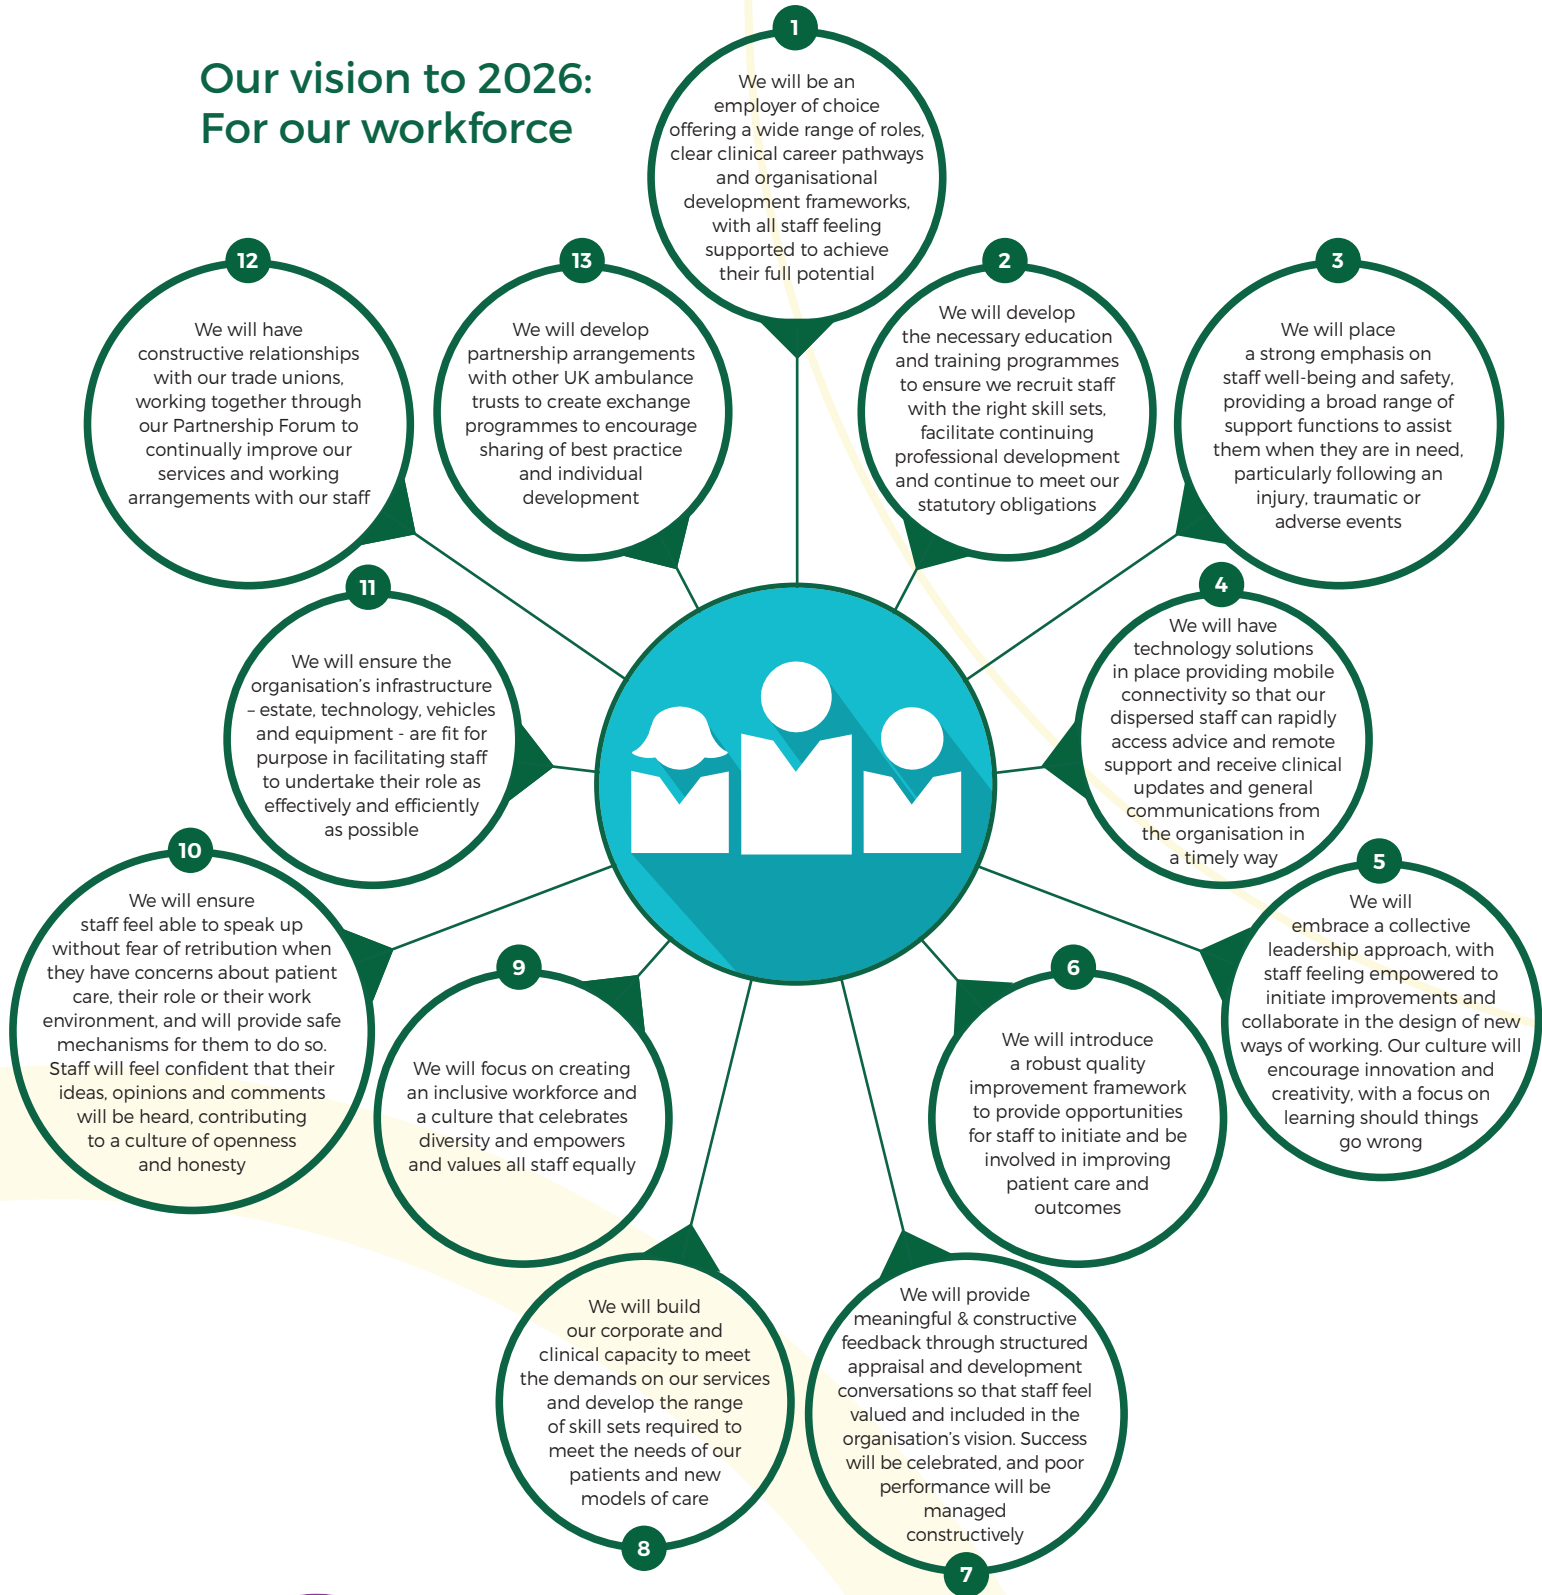 Our vision to 2026:
For our workforce
1
We will be an
employer of choice
offering a wide range of roles,
clear clinical career pathways
and organisational
development frameworks,
with all staff feeling
supported to achieve
their full potential
2
We will develop
the necessary education
and training programmes
to ensure we recruit staff
with the right skill sets,
facilitate continuing
professional development
and continue to meet our
statutory obligations
3
We will place
a strong emphasis on
staff well-being and safety,
providing a broad range of
support functions to assist
them when they are in need,
particularly following an
injury, traumatic or
adverse events
4
We will have
technology solutions
in place providing mobile
connectivity so that our
dispersed staff can rapidly
access advice and remote
support and receive clinical
updates and general
communications from
the organisation in
a timely way
5
We will
embrace a collective
leadership approach, with
staff feeling empowered to
initiate improvements and
collaborate in the design of new
ways of working. Our culture will
encourage innovation and
creativity, with a focus on
learning should things
go wrong
6
We will introduce
a robust quality
improvement framework
to provide opportunities
for staff to initiate and be
involved in improving
patient care and
outcomes
We will provide
meaningful & constructive
feedback through structured
appraisal and development
conversations so that staff feel
valued and included in the
organisation's vision. Success
will be celebrated, and poor
performance will be
managed
constructively
7
We will build
our corporate and
clinical capacity to meet
the demands on our services
and develop the range
of skill sets required to
meet the needs of our
patients and new
models of care
8
9
We will focus on creating
an inclusive workforce and
a culture that celebrates
diversity and empowers
and values all staff equally
10
We will ensure
staff feel able to speak up
without fear of retribution when
they have concerns about patient
care, their role or their work
environment, and will provide safe
mechanisms for them to do so.
Staff will feel confident that their
ideas, opinions and comments
will be heard, contributing
to a culture of openness
and honesty
11
We will ensure the
organisation's infrastructure
– estate, technology, vehicles
and equipment - are fit for
purpose in facilitating staff
to undertake their role as
effectively and efficiently
as possible
12
We will have
constructive relationships
with our trade unions,
working together through
our Partnership Forum to
continually improve our
services and working
arrangements with our staff
13
We will develop
partnership arrangements
with other UK ambulance
trusts to create exchange
programmes to encourage
sharing of best practice
and individual
development